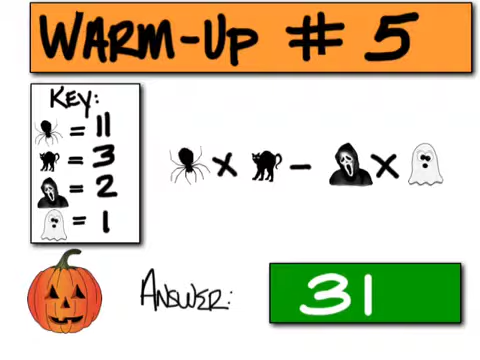 WARM-UP # 5
KEY:
= 11
= 3
= 2
= 1
x - x
ANSWER: 31